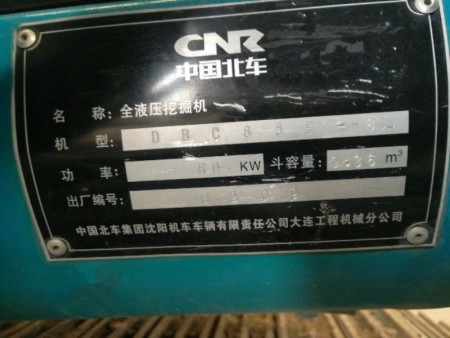 CNR
中国北车
名 称: 全液压挖掘机
机 型: DBC85
功 率: 60 KW 斗容量: m³
出厂编号:
中国北车集团沈阳机车车辆有限责任公司大连工程机械分公司